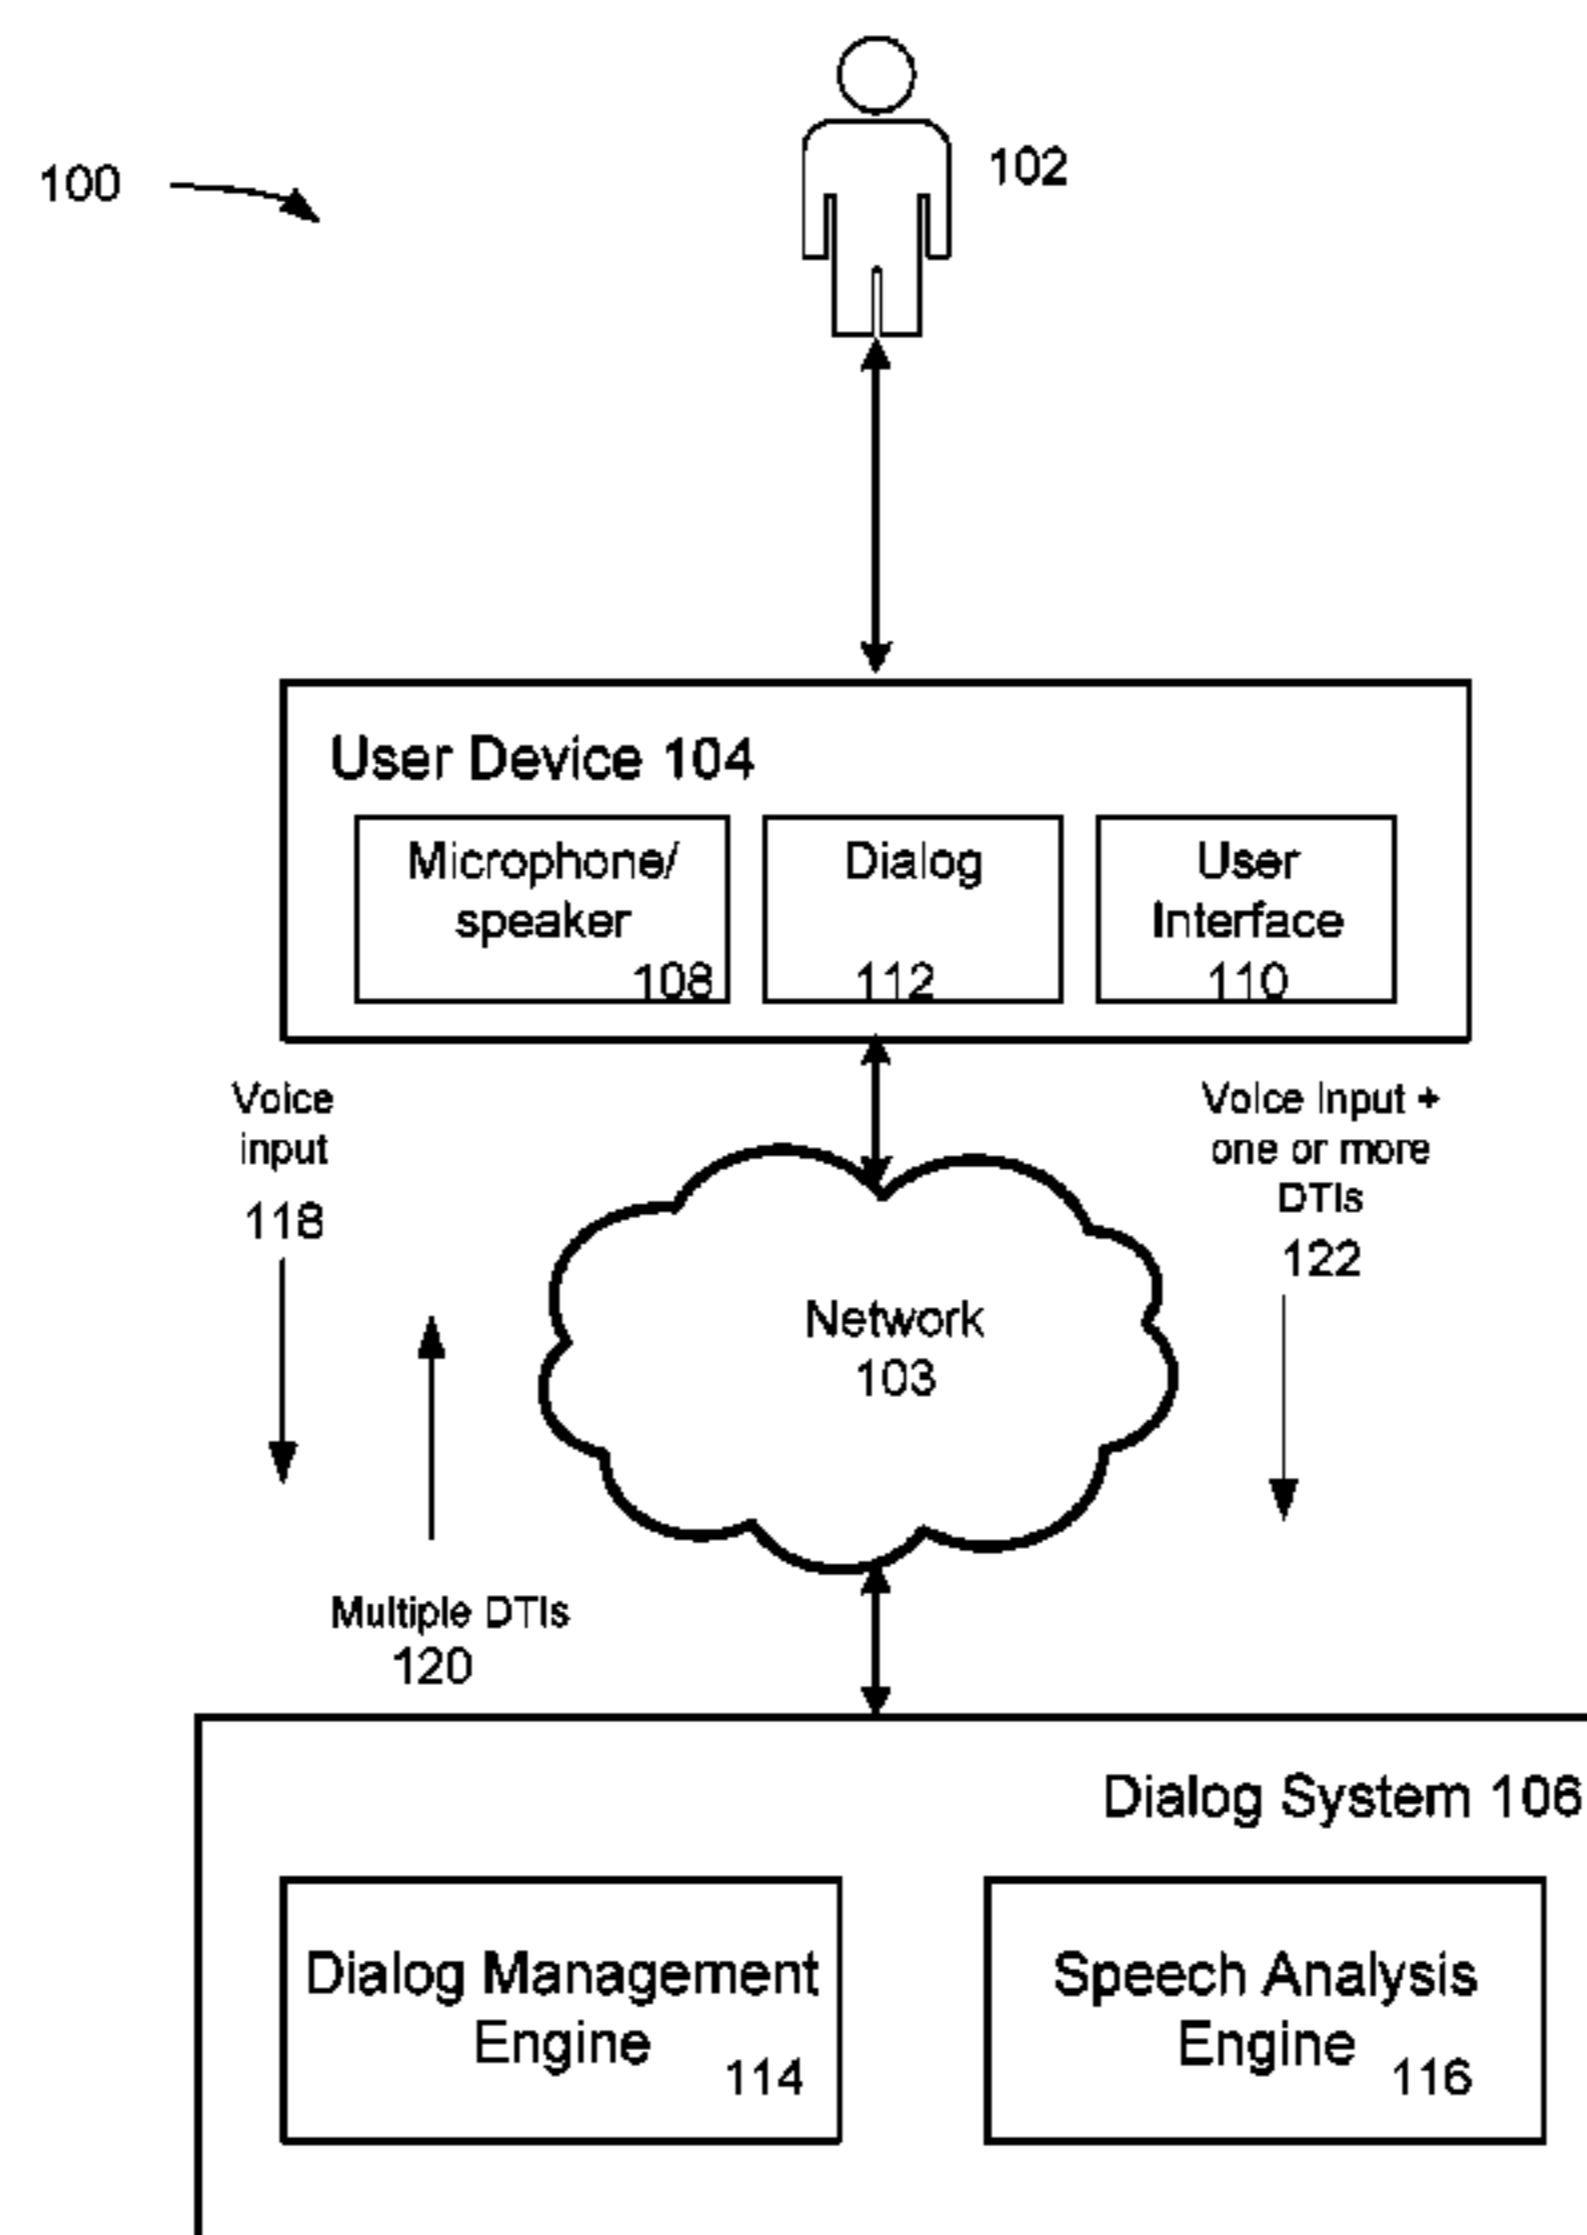 100
102
User Device 104
Microphone/
speaker
108
Dialog
112
User
Interface
110
Voice
input
118
Voice Input +
one or more
DTIs
122
Network
103
Multiple DTIs
120
Dialog System 106
Dialog Management
Engine
114
Speech Analysis
Engine
116